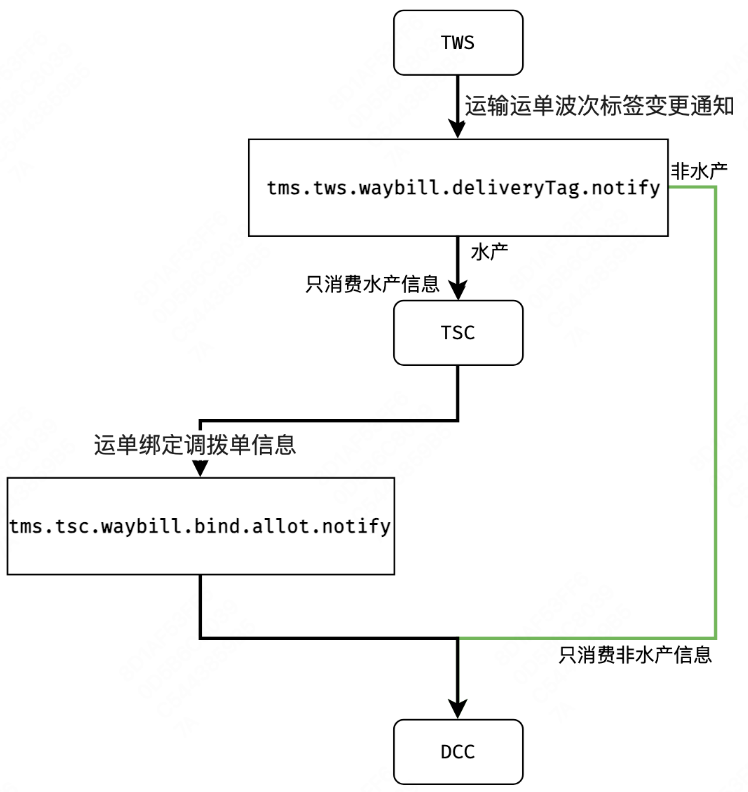 TWS
运输运单波次标签变更通知
非水产
tms.tws.waybill.deliveryTag.notify
水产
只消费水产信息
TSC
运单绑定调拨单信息
tms.tsc.waybill.bind.allot.notify
只消费非水产信息
DCC